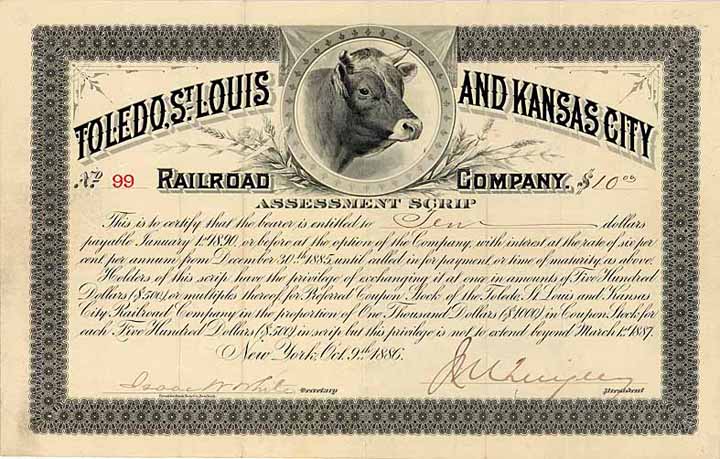 TOLEDO, ST. LOUIS AND KANSAS CITY
No. 99 RAILROAD COMPANY. $10 00
ASSESSMENT SCRIP
This is to certify that the bearer is entitled to Ten dollars
payable January 1st 1890, or before at the option of the Company, with interest at the rate of six per
cent per annum from December 30th 1885, until called in for payment, or time of maturity as above.
Holders of this scrip have the privilege of exchanging it at one in amounts of Five Hundred
Dollars ($500) or multiples thereof, for Preferred Coupon Stock of the Toledo, St. Louis and Kansas
City Railroad Company in the proportion of One Thousand Dollars ($1000) in Coupon Stock for
each Five Hundred Dollars ($500) in scrip but this privilege is not to extend beyond March 1st 1887.
New York, Oct. 9th 1886.
Isaac W. White Secretary President